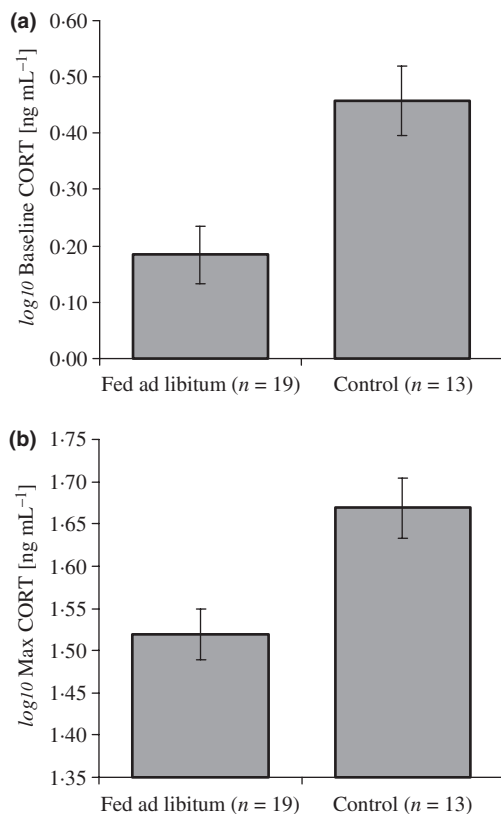 (a)
log10 Baseline CORT [ng mL⁻¹]
0·60
0·50
0·40
0·30
0·20
0·10
0·00
Fed ad libitum (n = 19)
Control (n = 13)
(b)
log10 Max CORT [ng mL⁻¹]
1·75
1·70
1·65
1·60
1·55
1·50
1·45
1·40
1·35
Fed ad libitum (n = 19)
Control (n = 13)